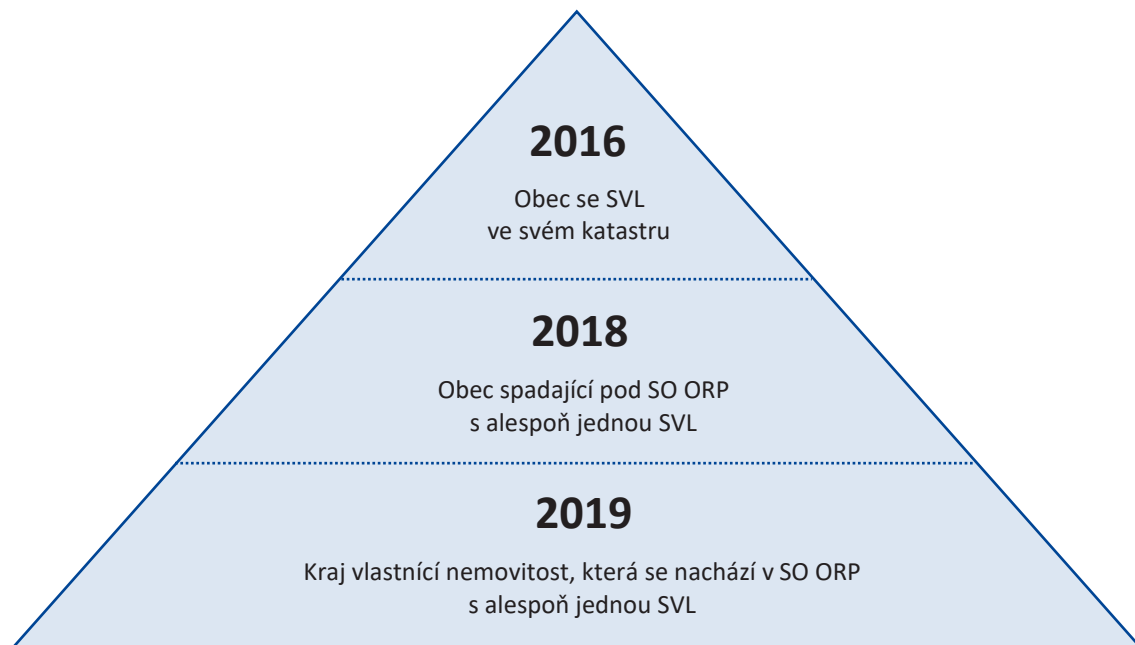 2016
Obec se SVL
ve svém katastru
2018
Obec spadající pod SO ORP
s alespoň jednou SVL
2019
Kraj vlastnící nemovitost, která se nachází v SO ORP
s alespoň jednou SVL